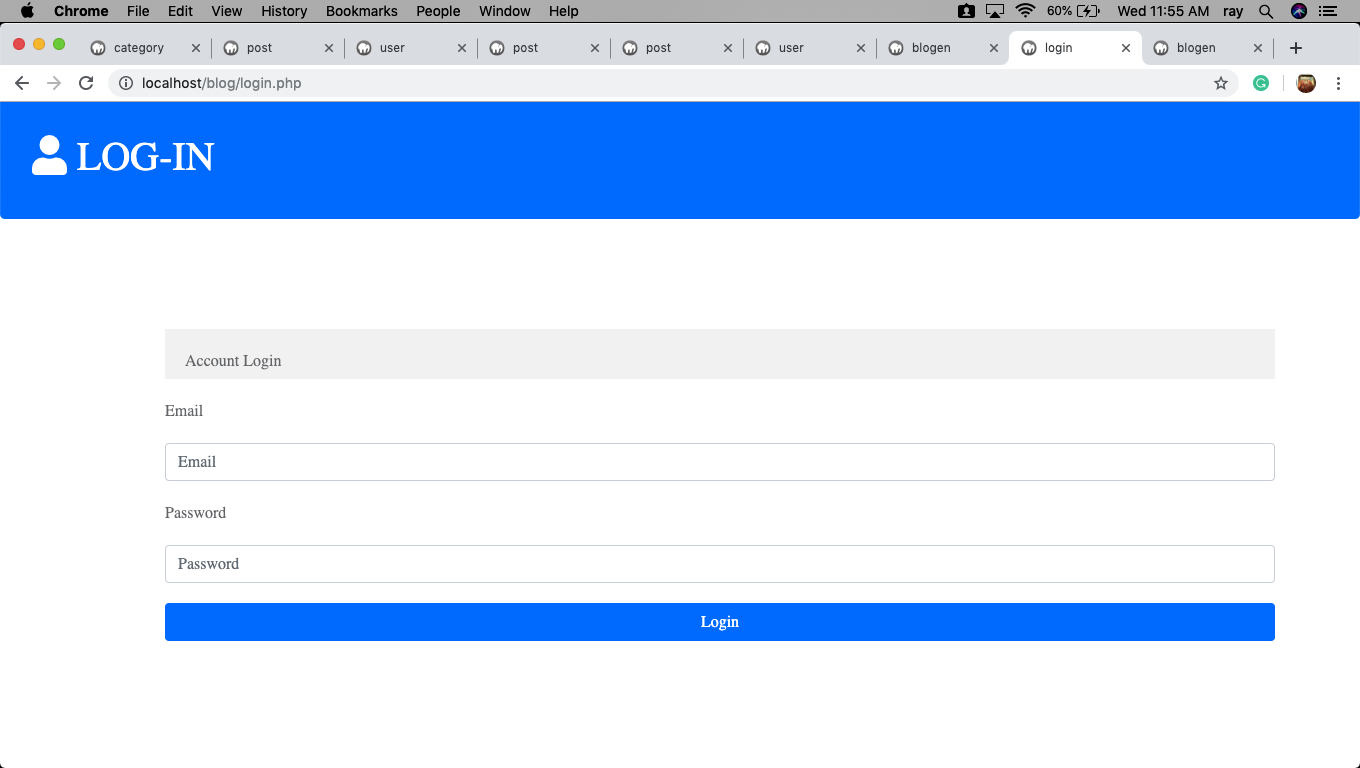 Chrome File Edit View History Bookmarks People Window Help 60% Wed 11:55 AM ray
category post user post post user blogen login blogen
localhost/blog/login.php
LOG-IN
Account Login
Email
Email
Password
Password
Login